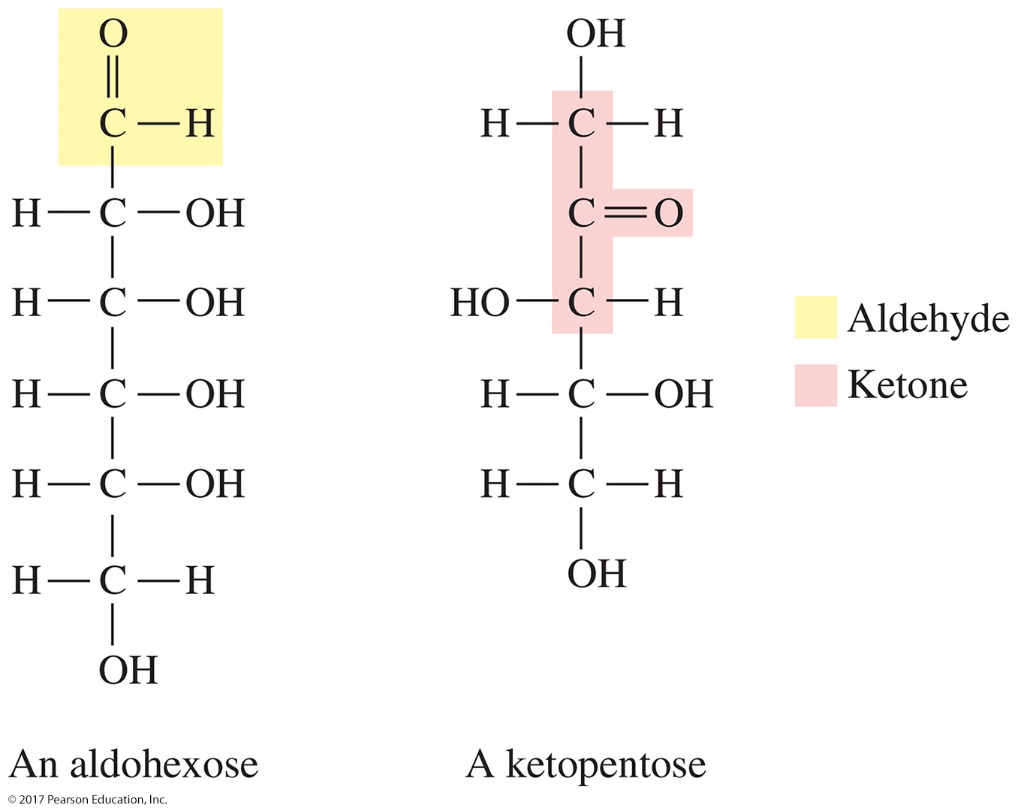 O
C—H
H—C—OH
H—C—OH
H—C—OH
H—C—OH
H—C—H
OH
An aldohexose
OH
H—C—H
C=O
HO—C—H
H—C—OH
H—C—H
OH
A ketopentose
Aldehyde
Ketone
© 2017 Pearson Education, Inc.